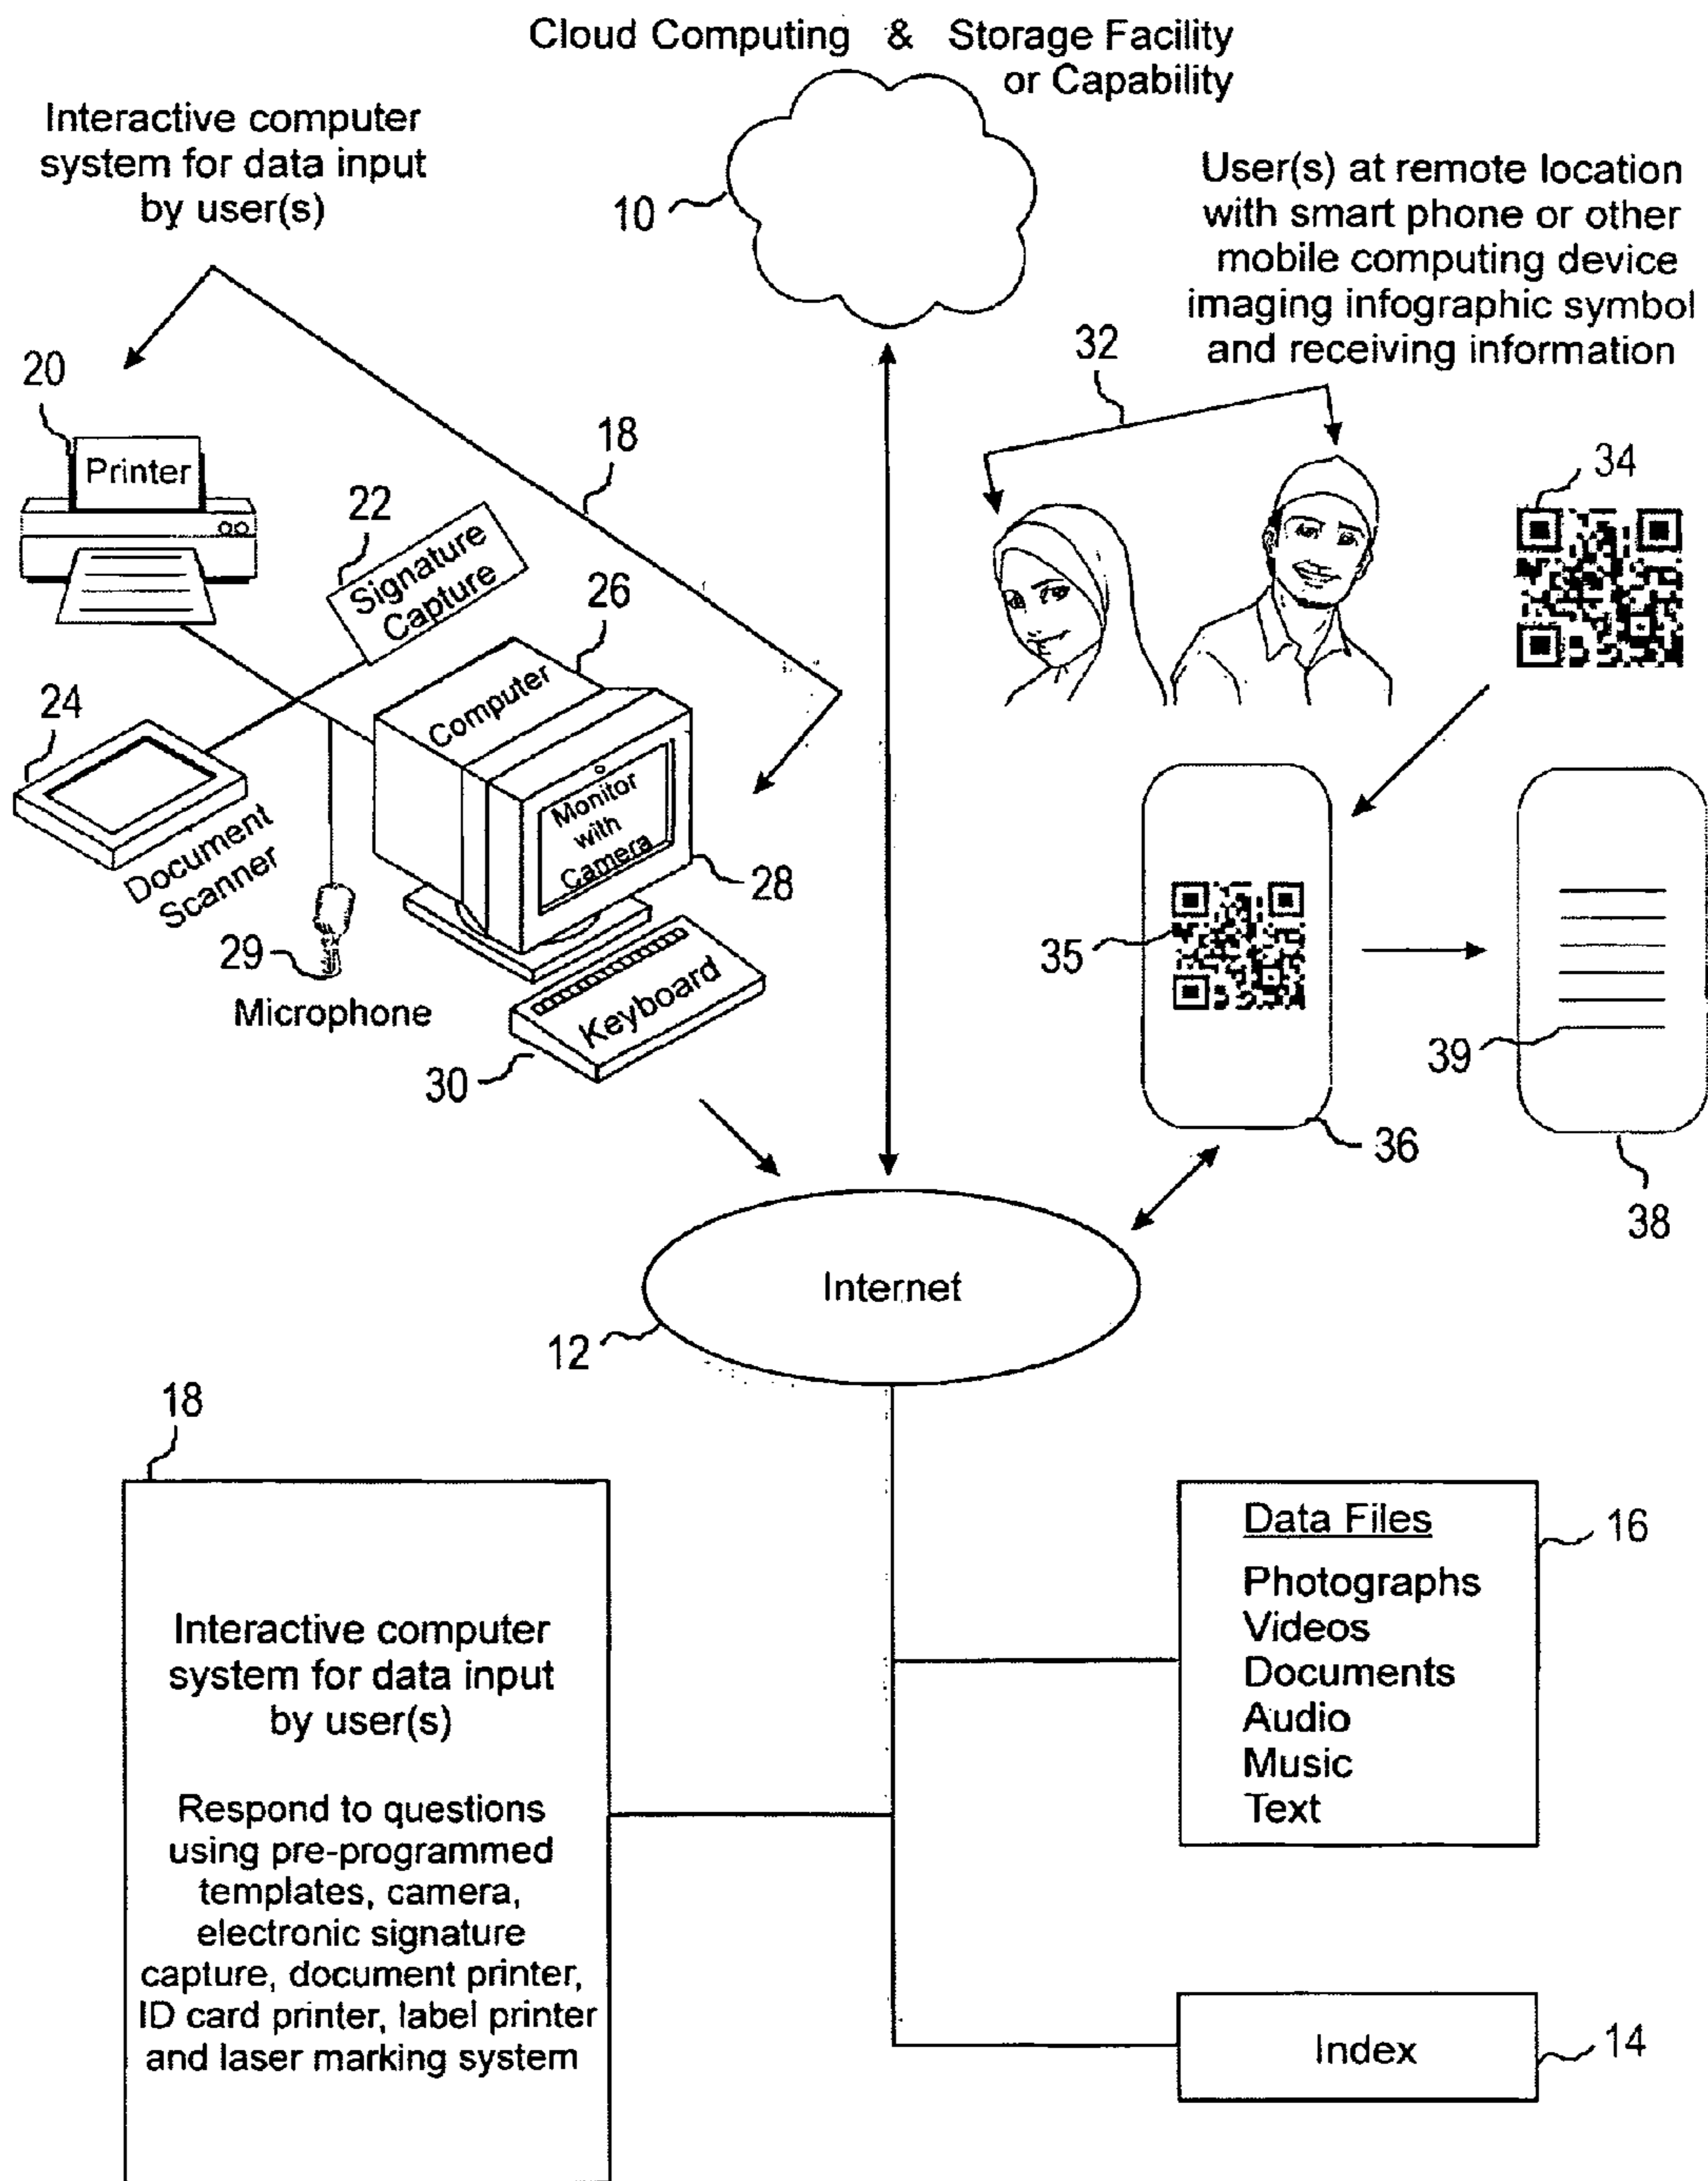 Cloud Computing & Storage Facility
or Capability
Interactive computer
system for data input
by user(s)
10
User(s) at remote location
with smart phone or other
mobile computing device
imaging infographic symbol
and receiving information
32
20
Printer
18
34
22
Signature
Capture
26
Computer
24
Document
Scanner
Monitor
with
Camera
28
29
Microphone
Keyboard
30
35
39
36
38
Internet
12
18
Interactive computer
system for data input
by user(s)
Respond to questions
using pre-programmed
templates, camera,
electronic signature
capture, document printer,
ID card printer, label printer
and laser marking system
Data Files
16
Photographs
Videos
Documents
Audio
Music
Text
Index
14